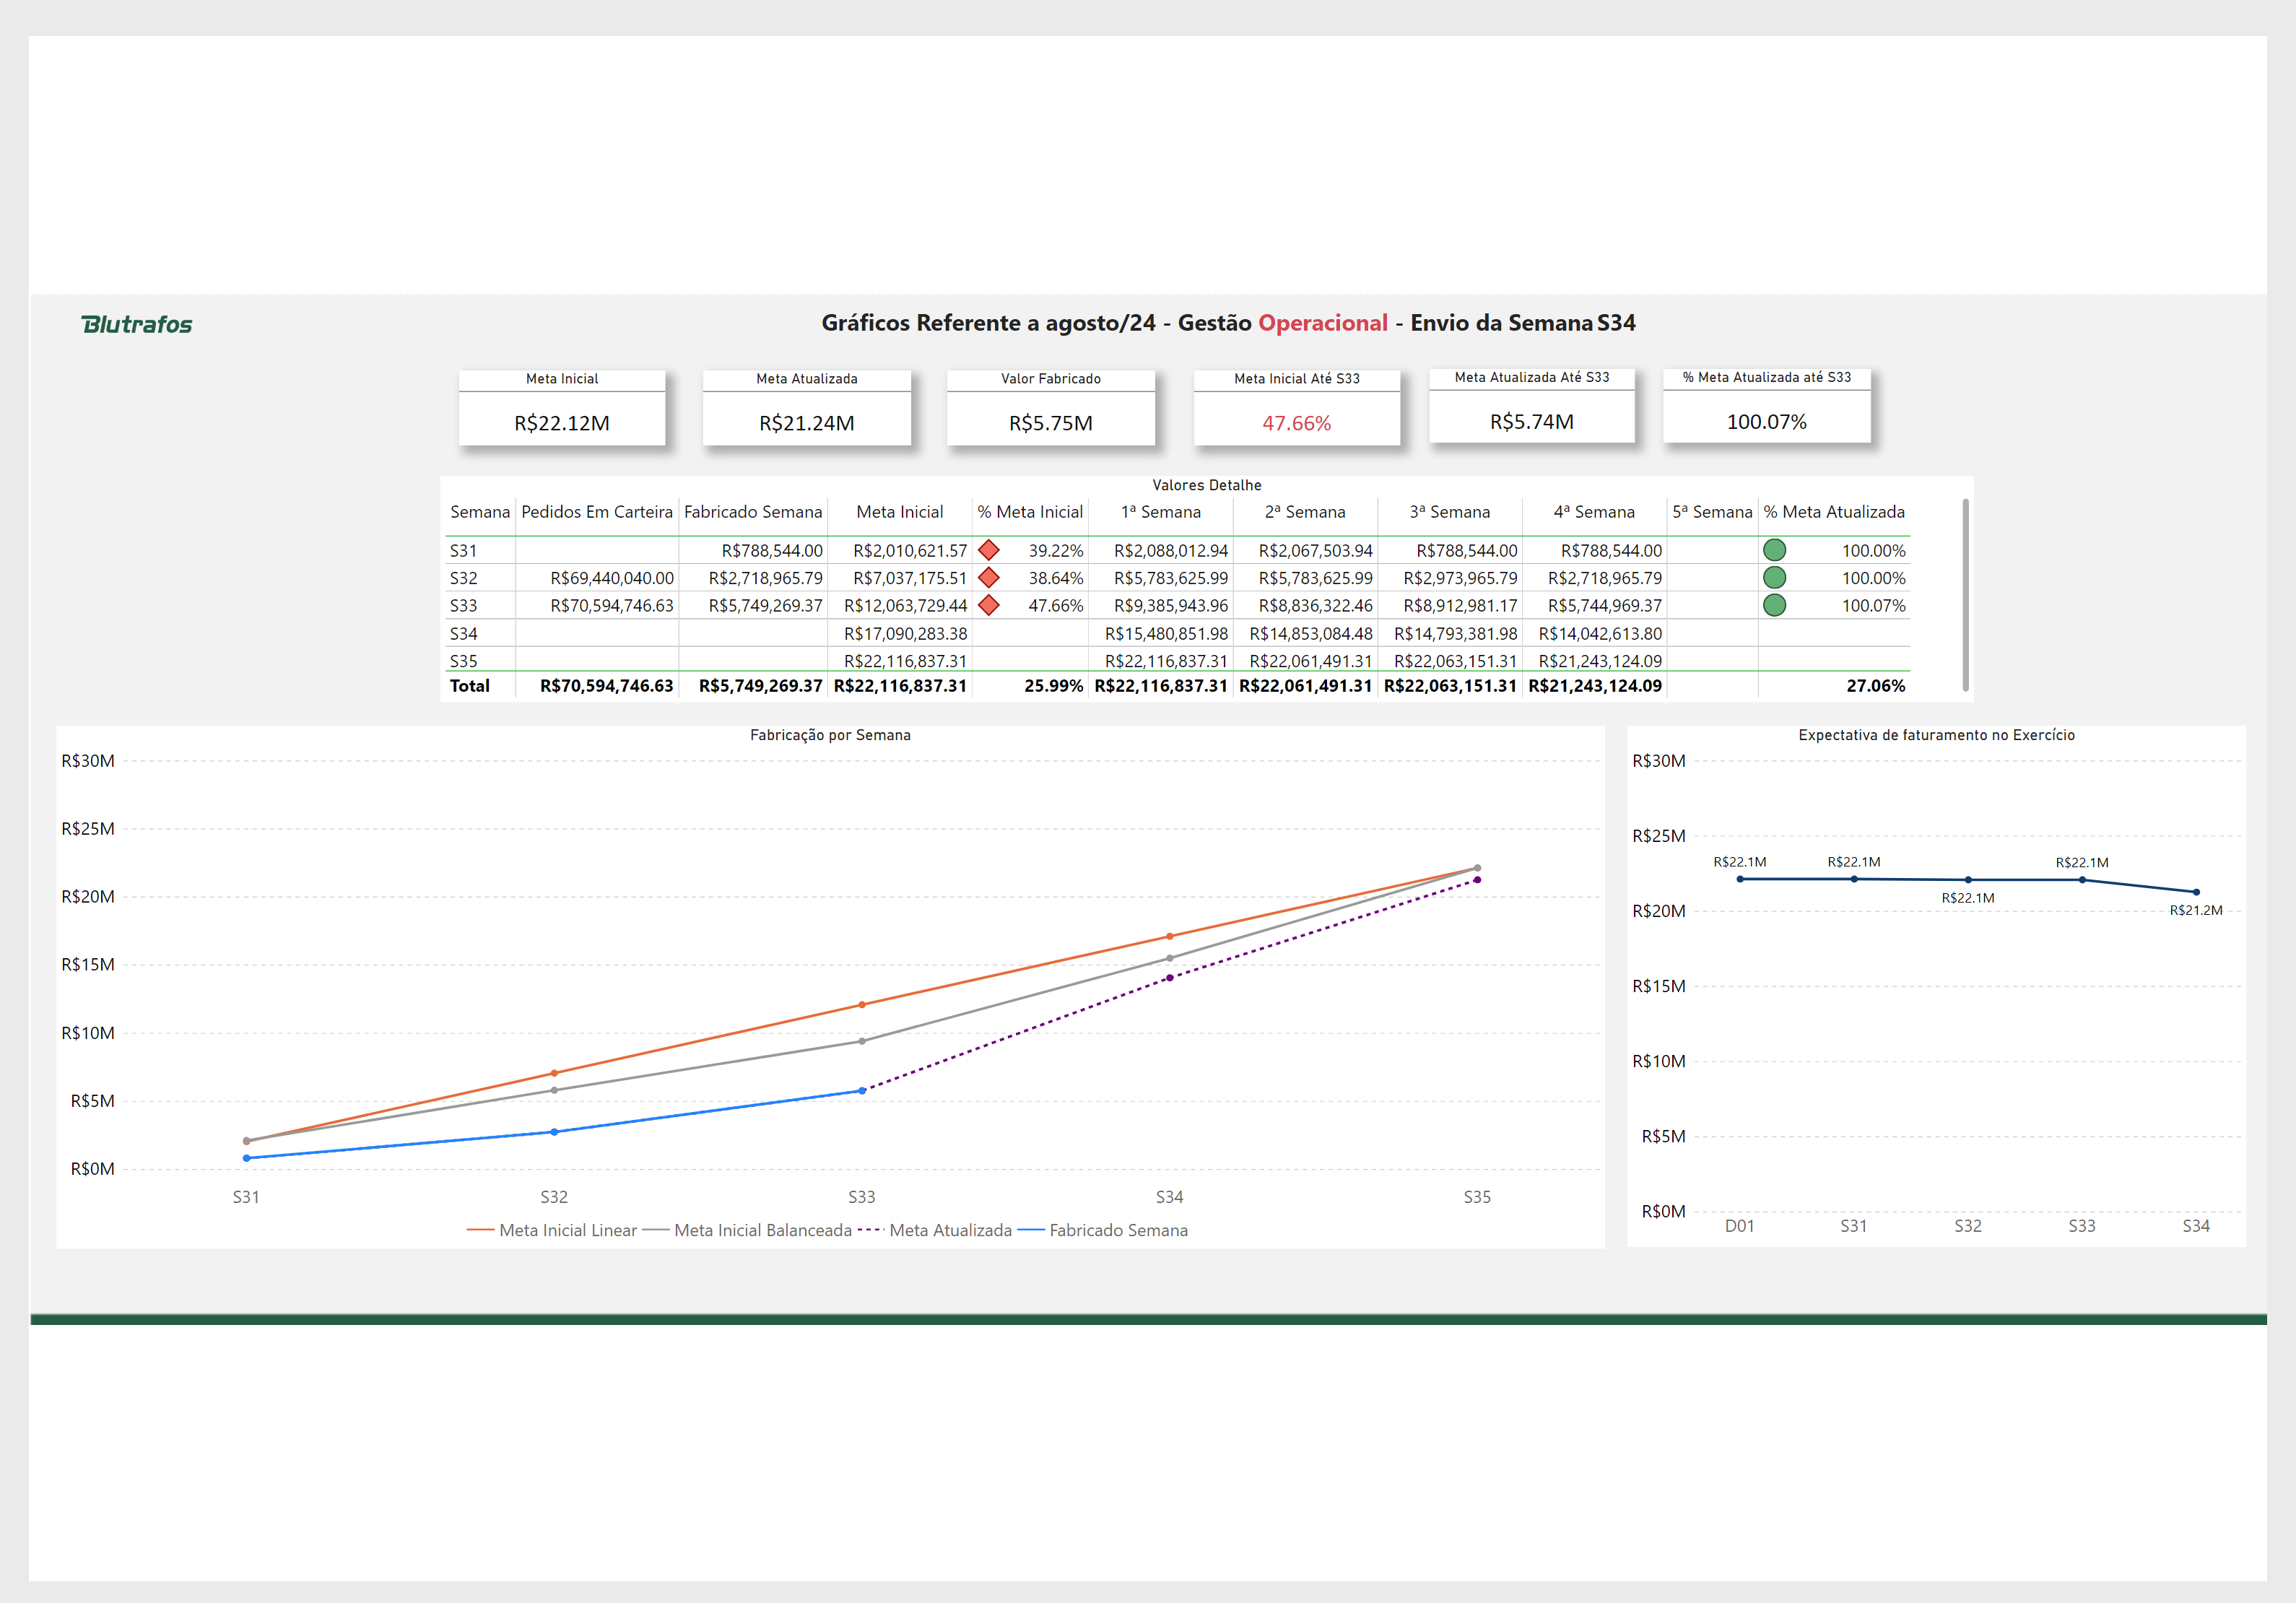 Blutrafos
Gráficos Referente a agosto/24 - Gestão Operacional - Envio da Semana S34
Meta Inicial
R$22.12M
Meta Atualizada
R$21.24M
Valor Fabricado
R$5.75M
Meta Inicial Até S33
47.66%
Meta Atualizada Até S33
R$5.74M
% Meta Atualizada até S33
100.07%
Valores Detalhe
Semana Pedidos Em Carteira Fabricado Semana Meta Inicial % Meta Inicial 1ª Semana 2ª Semana 3ª Semana 4ª Semana 5ª Semana % Meta Atualizada
S31 R$788,544.00 R$2,010,621.57 39.22% R$2,088,012.94 R$2,067,503.94 R$788,544.00 R$788,544.00 100.00%
S32 R$69,440,040.00 R$2,718,965.79 R$7,037,175.51 38.64% R$5,783,625.99 R$5,783,625.99 R$2,973,965.79 R$2,718,965.79 100.00%
S33 R$70,594,746.63 R$5,749,269.37 R$12,063,729.44 47.66% R$9,385,943.96 R$8,836,322.46 R$8,912,981.17 R$5,744,969.37 100.07%
S34 R$17,090,283.38 R$15,480,851.98 R$14,853,084.48 R$14,793,381.98 R$14,042,613.80
S35 R$22,116,837.31 R$22,116,837.31 R$22,061,491.31 R$22,063,151.31 R$21,243,124.09
Total R$70,594,746.63 R$5,749,269.37 R$22,116,837.31 25.99% R$22,116,837.31 R$22,061,491.31 R$22,063,151.31 R$21,243,124.09 27.06%
Fabricação por Semana
R$30M
R$25M
R$20M
R$15M
R$10M
R$5M
R$0M
S31 S32 S33 S34 S35
Meta Inicial Linear Meta Inicial Balanceada Meta Atualizada Fabricado Semana
Expectativa de faturamento no Exercício
R$30M
R$25M
R$22.1M R$22.1M R$22.1M
R$22.1M
R$20M
R$21.2M
R$15M
R$10M
R$5M
R$0M
D01 S31 S32 S33 S34